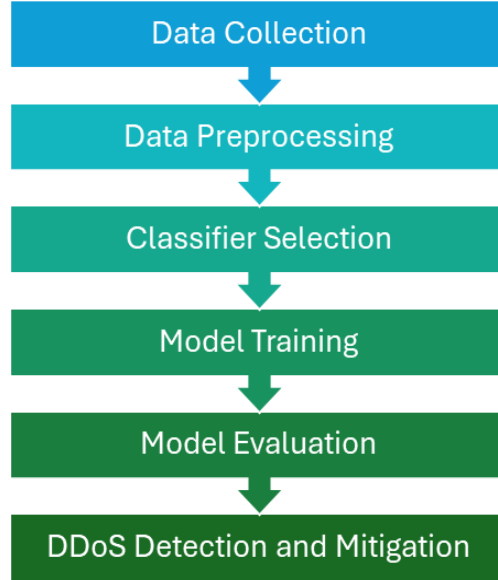 Data Collection
Data Preprocessing
Classifier Selection
Model Training
Model Evaluation
DDoS Detection and Mitigation